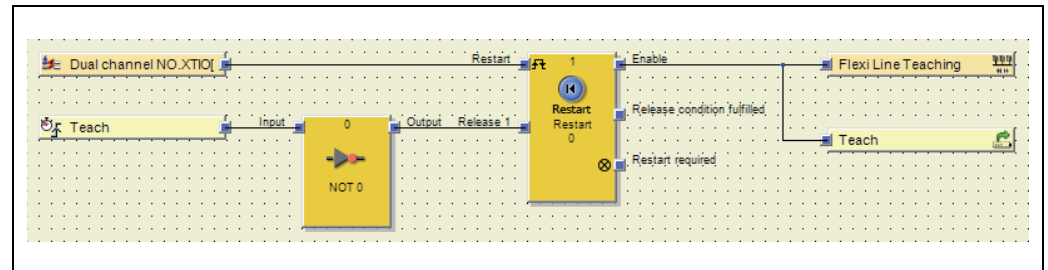 Dual channel NO.XTIO[
Restart
1
Enable
Flexi Line Teaching
Restart
Restart
0
Release condition fulfilled
Teach
Input
0
Output
Release 1
Teach
Restart required
NOT 0